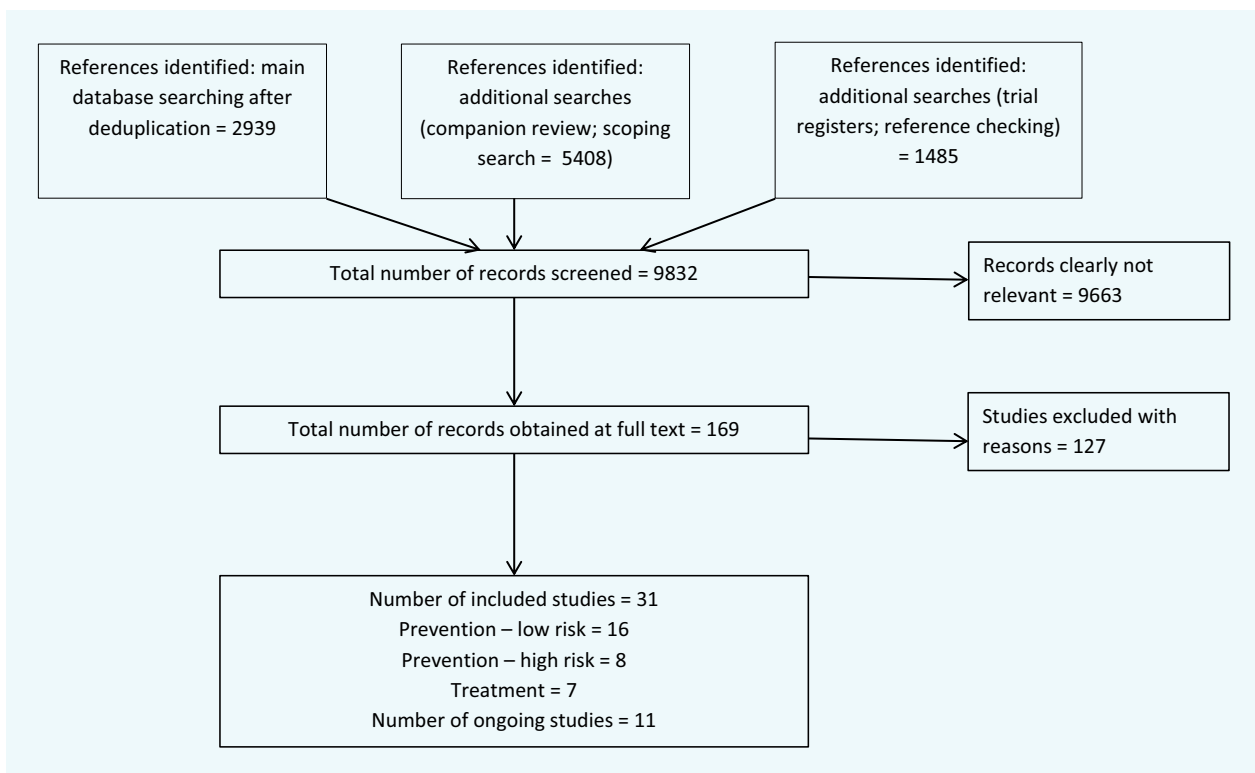 References identified: main
database searching after
deduplication = 2939
References identified:
additional searches
(companion review; scoping
search = 5408)
References identified:
additional searches (trial
registers; reference checking)
= 1485
Total number of records screened = 9832
Records clearly not
relevant = 9663
Total number of records obtained at full text = 169
Studies excluded with
reasons = 127
Number of included studies = 31
Prevention – low risk = 16
Prevention – high risk = 8
Treatment = 7
Number of ongoing studies = 11